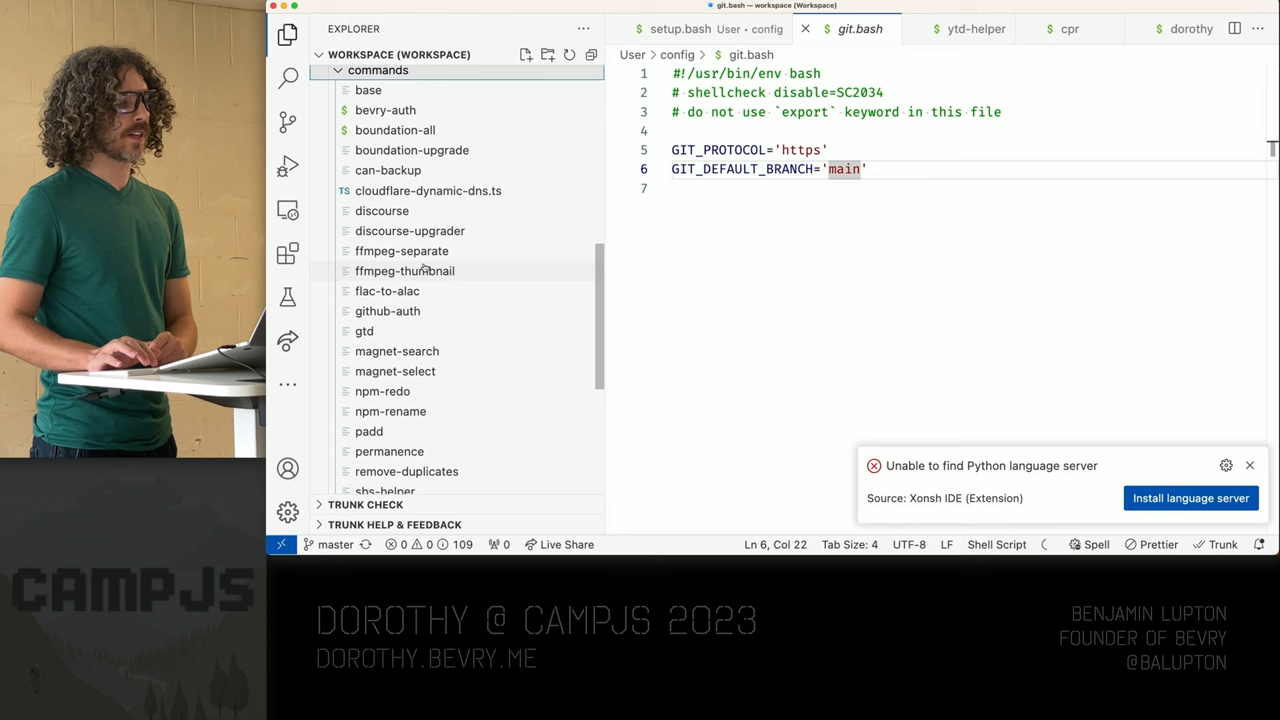 git.bash — workspace (Workspace)
EXPLORER
WORKSPACE (WORKSPACE)
commands
base
bevry-auth
boundation-all
boundation-upgrade
can-backup
TS cloudflare-dynamic-dns.ts
discourse
discourse-upgrader
ffmpeg-separate
ffmpeg-thumbnail
flac-to-alac
github-auth
gtd
magnet-search
magnet-select
npm-redo
npm-rename
padd
permanence
remove-duplicates
sbs-helper
TRUNK CHECK
TRUNK HELP & FEEDBACK
$ setup.bash User • config
$ git.bash
$ ytd-helper
$ cpr
$ dorothy
User > config > $ git.bash
1 #!/usr/bin/env bash
2 # shellcheck disable=SC2034
3 # do not use `export` keyword in this file
4
5 GIT_PROTOCOL='https'
6 GIT_DEFAULT_BRANCH='main'
7
Unable to find Python language server
Source: Xonsh IDE (Extension)
Install language server
master 0 0 109 0 Live Share Ln 6, Col 22 Tab Size: 4 UTF-8 LF Shell Script Spell Prettier Trunk
CAMPJS
DOROTHY @ CAMPJS 2023
DOROTHY.BEVRY.ME
BENJAMIN LUPTON
FOUNDER OF BEVRY
@BALUPTON